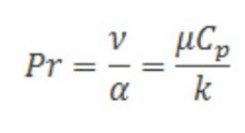 Pr = ν/α = μC_p/k